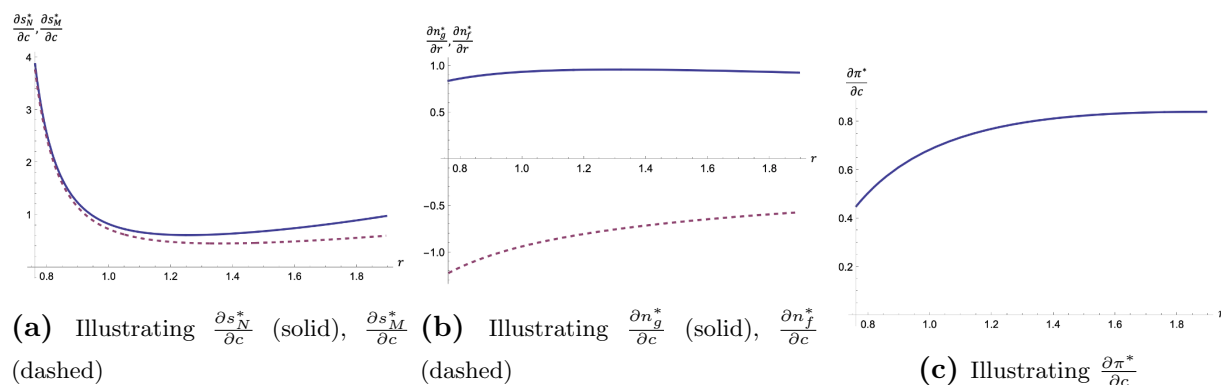 ∂s*_N/∂c, ∂s*_M/∂c
4
3
2
1
0.8 1.0 1.2 1.4 1.6 1.8 r
(a) Illustrating ∂s*_N/∂c (solid), ∂s*_M/∂c
(dashed)
∂n*_g/∂r, ∂n*_f/∂r
1.0
0.5
0.8 1.0 1.2 1.4 1.6 1.8 r
−0.5
−1.0
(b) Illustrating ∂n*_g/∂c (solid), ∂n*_f/∂c
(dashed)
∂π*/∂c
0.8
0.6
0.4
0.2
0.8 1.0 1.2 1.4 1.6 1.8 r
(c) Illustrating ∂π*/∂c